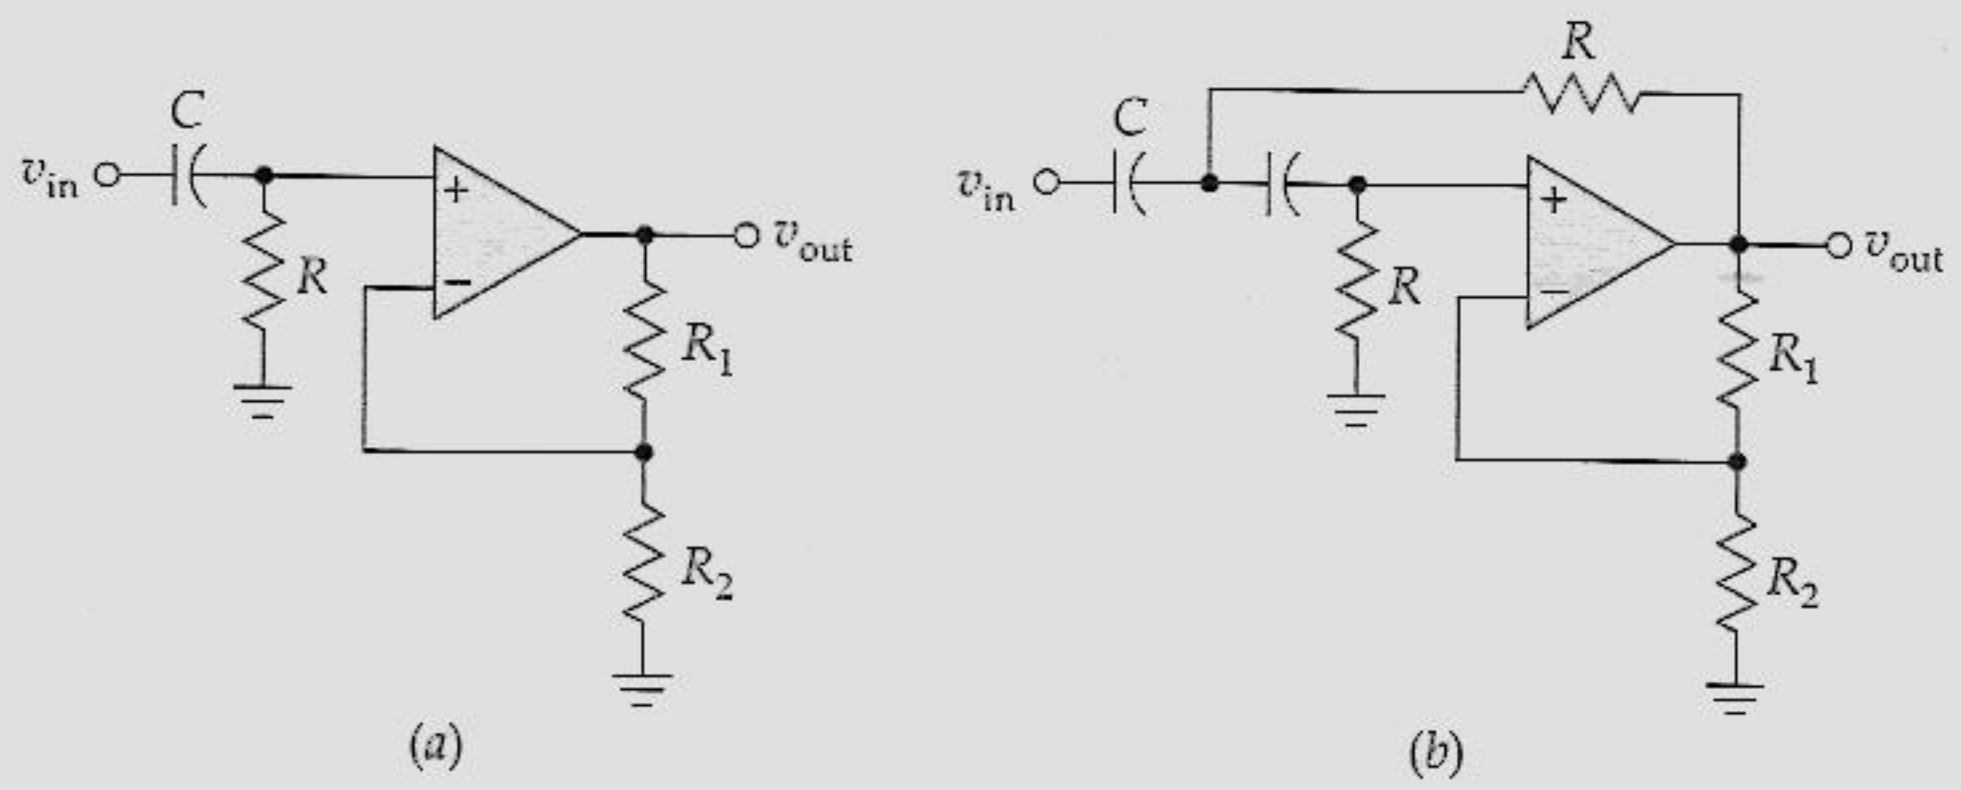 C
v_in
+
−
R
v_out
R_1
R_2
(a)
R
C
v_in
+
−
R
v_out
R_1
R_2
(b)